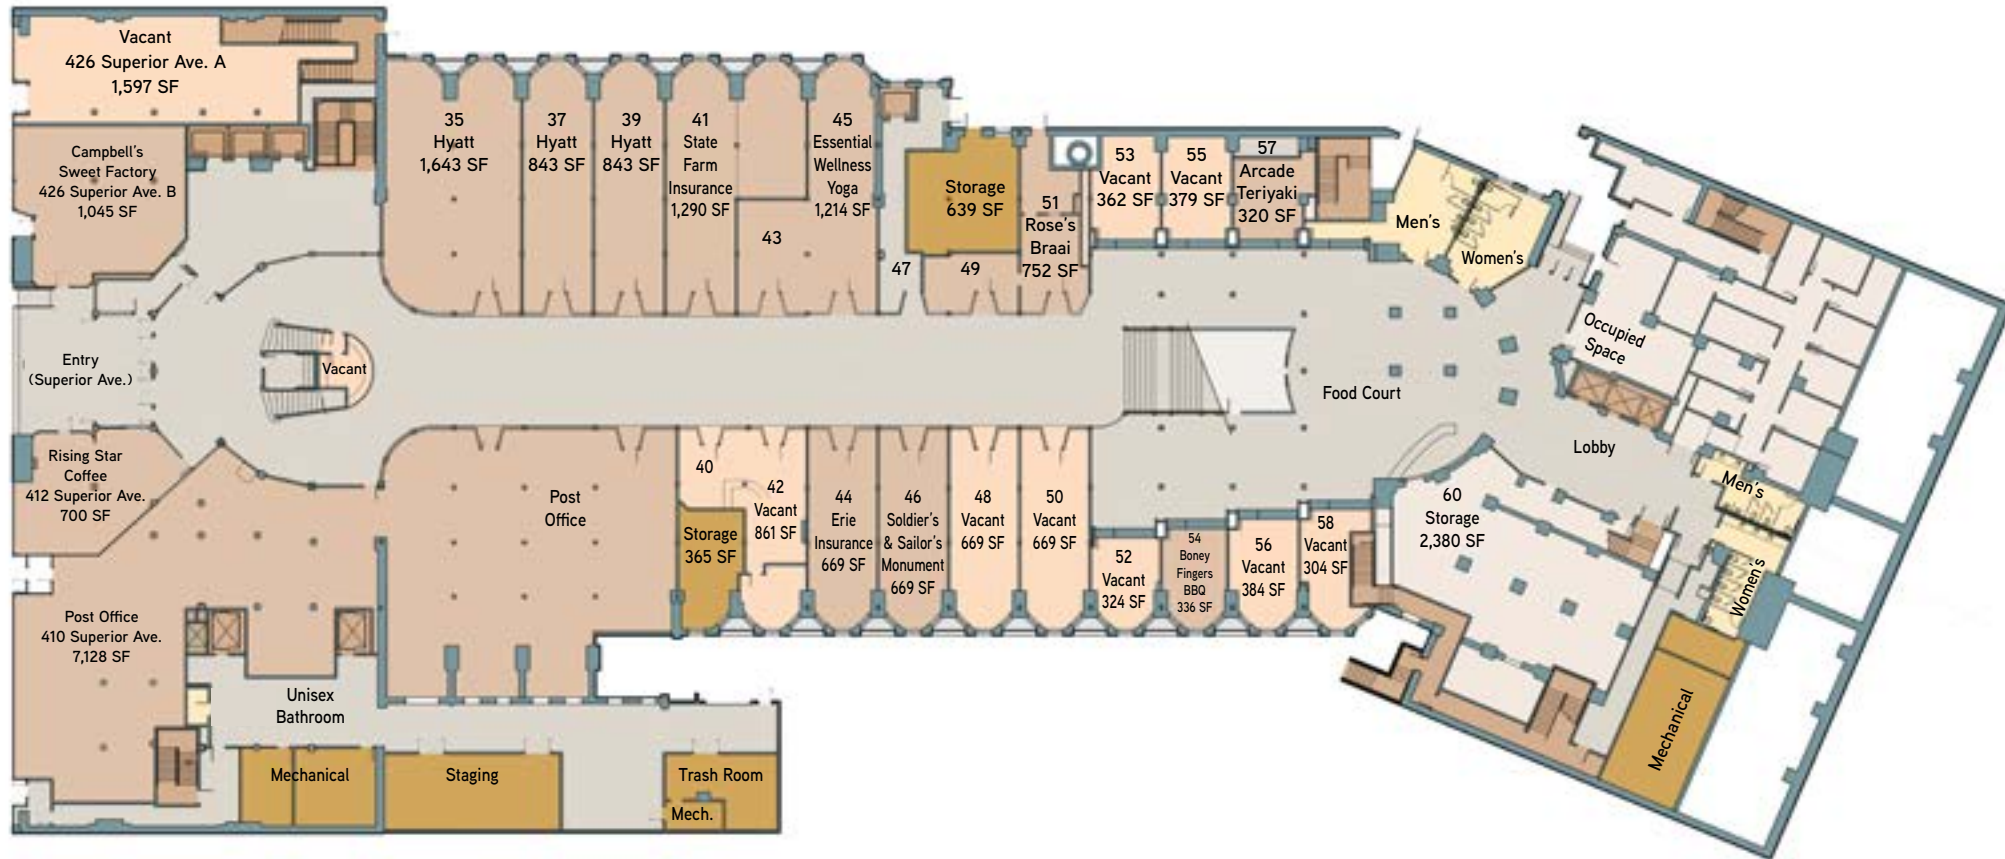 Vacant
426 Superior Ave. A
1,597 SF
Campbell's
Sweet Factory
426 Superior Ave. B
1,045 SF
35
Hyatt
1,643 SF
37
Hyatt
843 SF
39
Hyatt
843 SF
41
State
Farm
Insurance
1,290 SF
43
45
Essential
Wellness
Yoga
1,214 SF
47
Storage
639 SF
49
51
Rose's
Braai
752 SF
53
Vacant
362 SF
55
Vacant
379 SF
57
Arcade
Teriyaki
320 SF
Men's
Women's
Occupied
Space
Entry
(Superior Ave.)
Vacant
Food Court
Lobby
Rising Star
Coffee
412 Superior Ave.
700 SF
Post
Office
40
Storage
365 SF
42
Vacant
861 SF
44
Erie
Insurance
669 SF
46
Soldier's
& Sailor's
Monument
669 SF
48
Vacant
669 SF
50
Vacant
669 SF
52
Vacant
324 SF
54
Boney
Fingers
BBQ
336 SF
56
Vacant
384 SF
58
Vacant
304 SF
60
Storage
2,380 SF
Men's
Women's
Post Office
410 Superior Ave.
7,128 SF
Unisex
Bathroom
Mechanical
Staging
Trash Room
Mech.
Mechanical